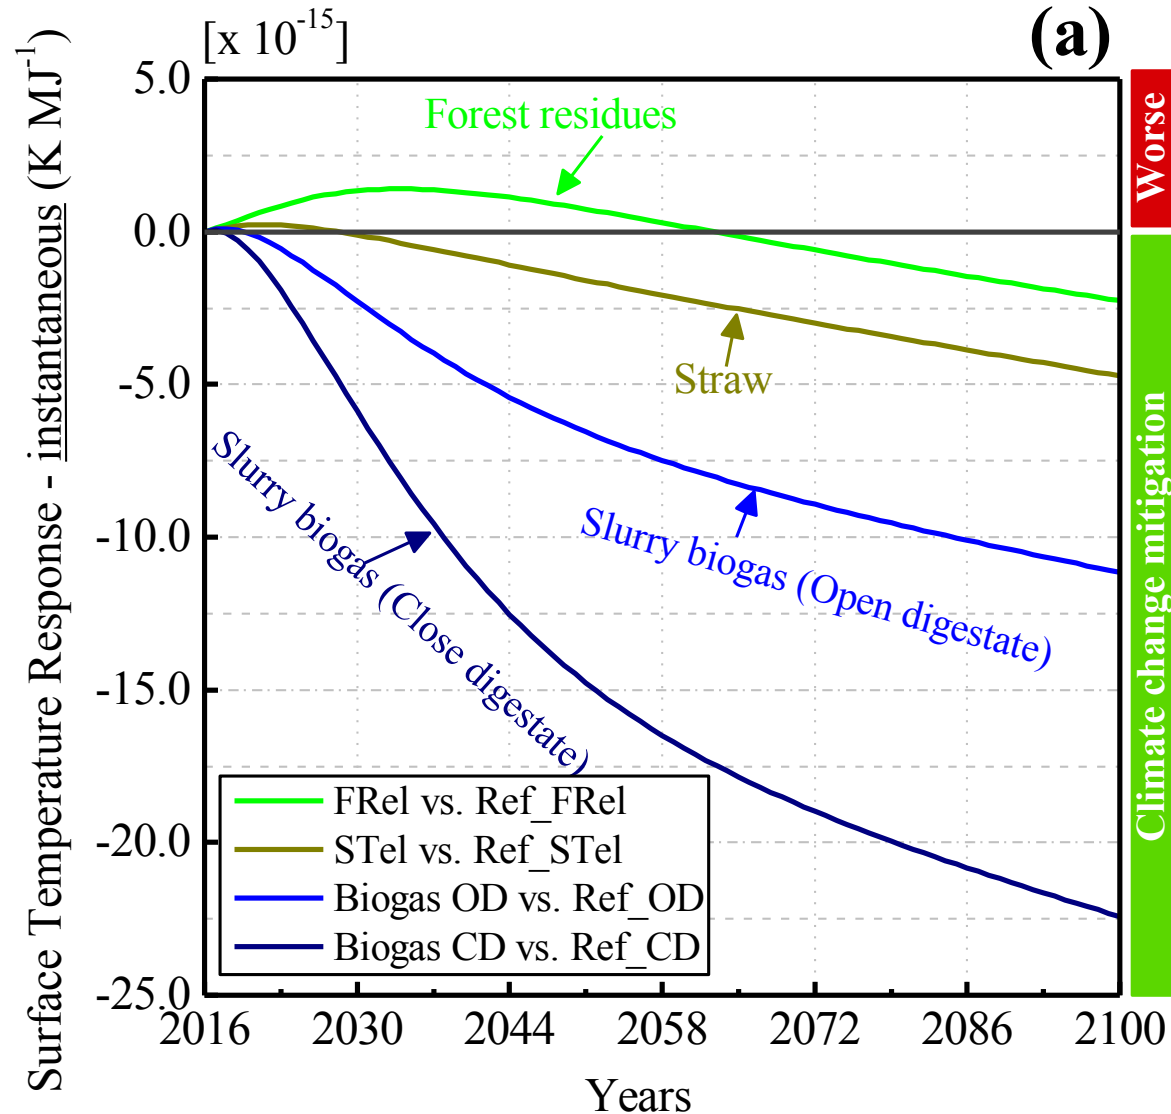 [x 10^-15]
(a)
Surface Temperature Response - instantaneous (K MJ^-1)
5.0
0.0
-5.0
-10.0
-15.0
-20.0
-25.0
Forest residues
Straw
Slurry biogas (Open digestate)
Slurry biogas (Close digestate)
FRel vs. Ref_FRel
STel vs. Ref_STel
Biogas OD vs. Ref_OD
Biogas CD vs. Ref_CD
Worse
Climate change mitigation
2016 2030 2044 2058 2072 2086 2100
Years